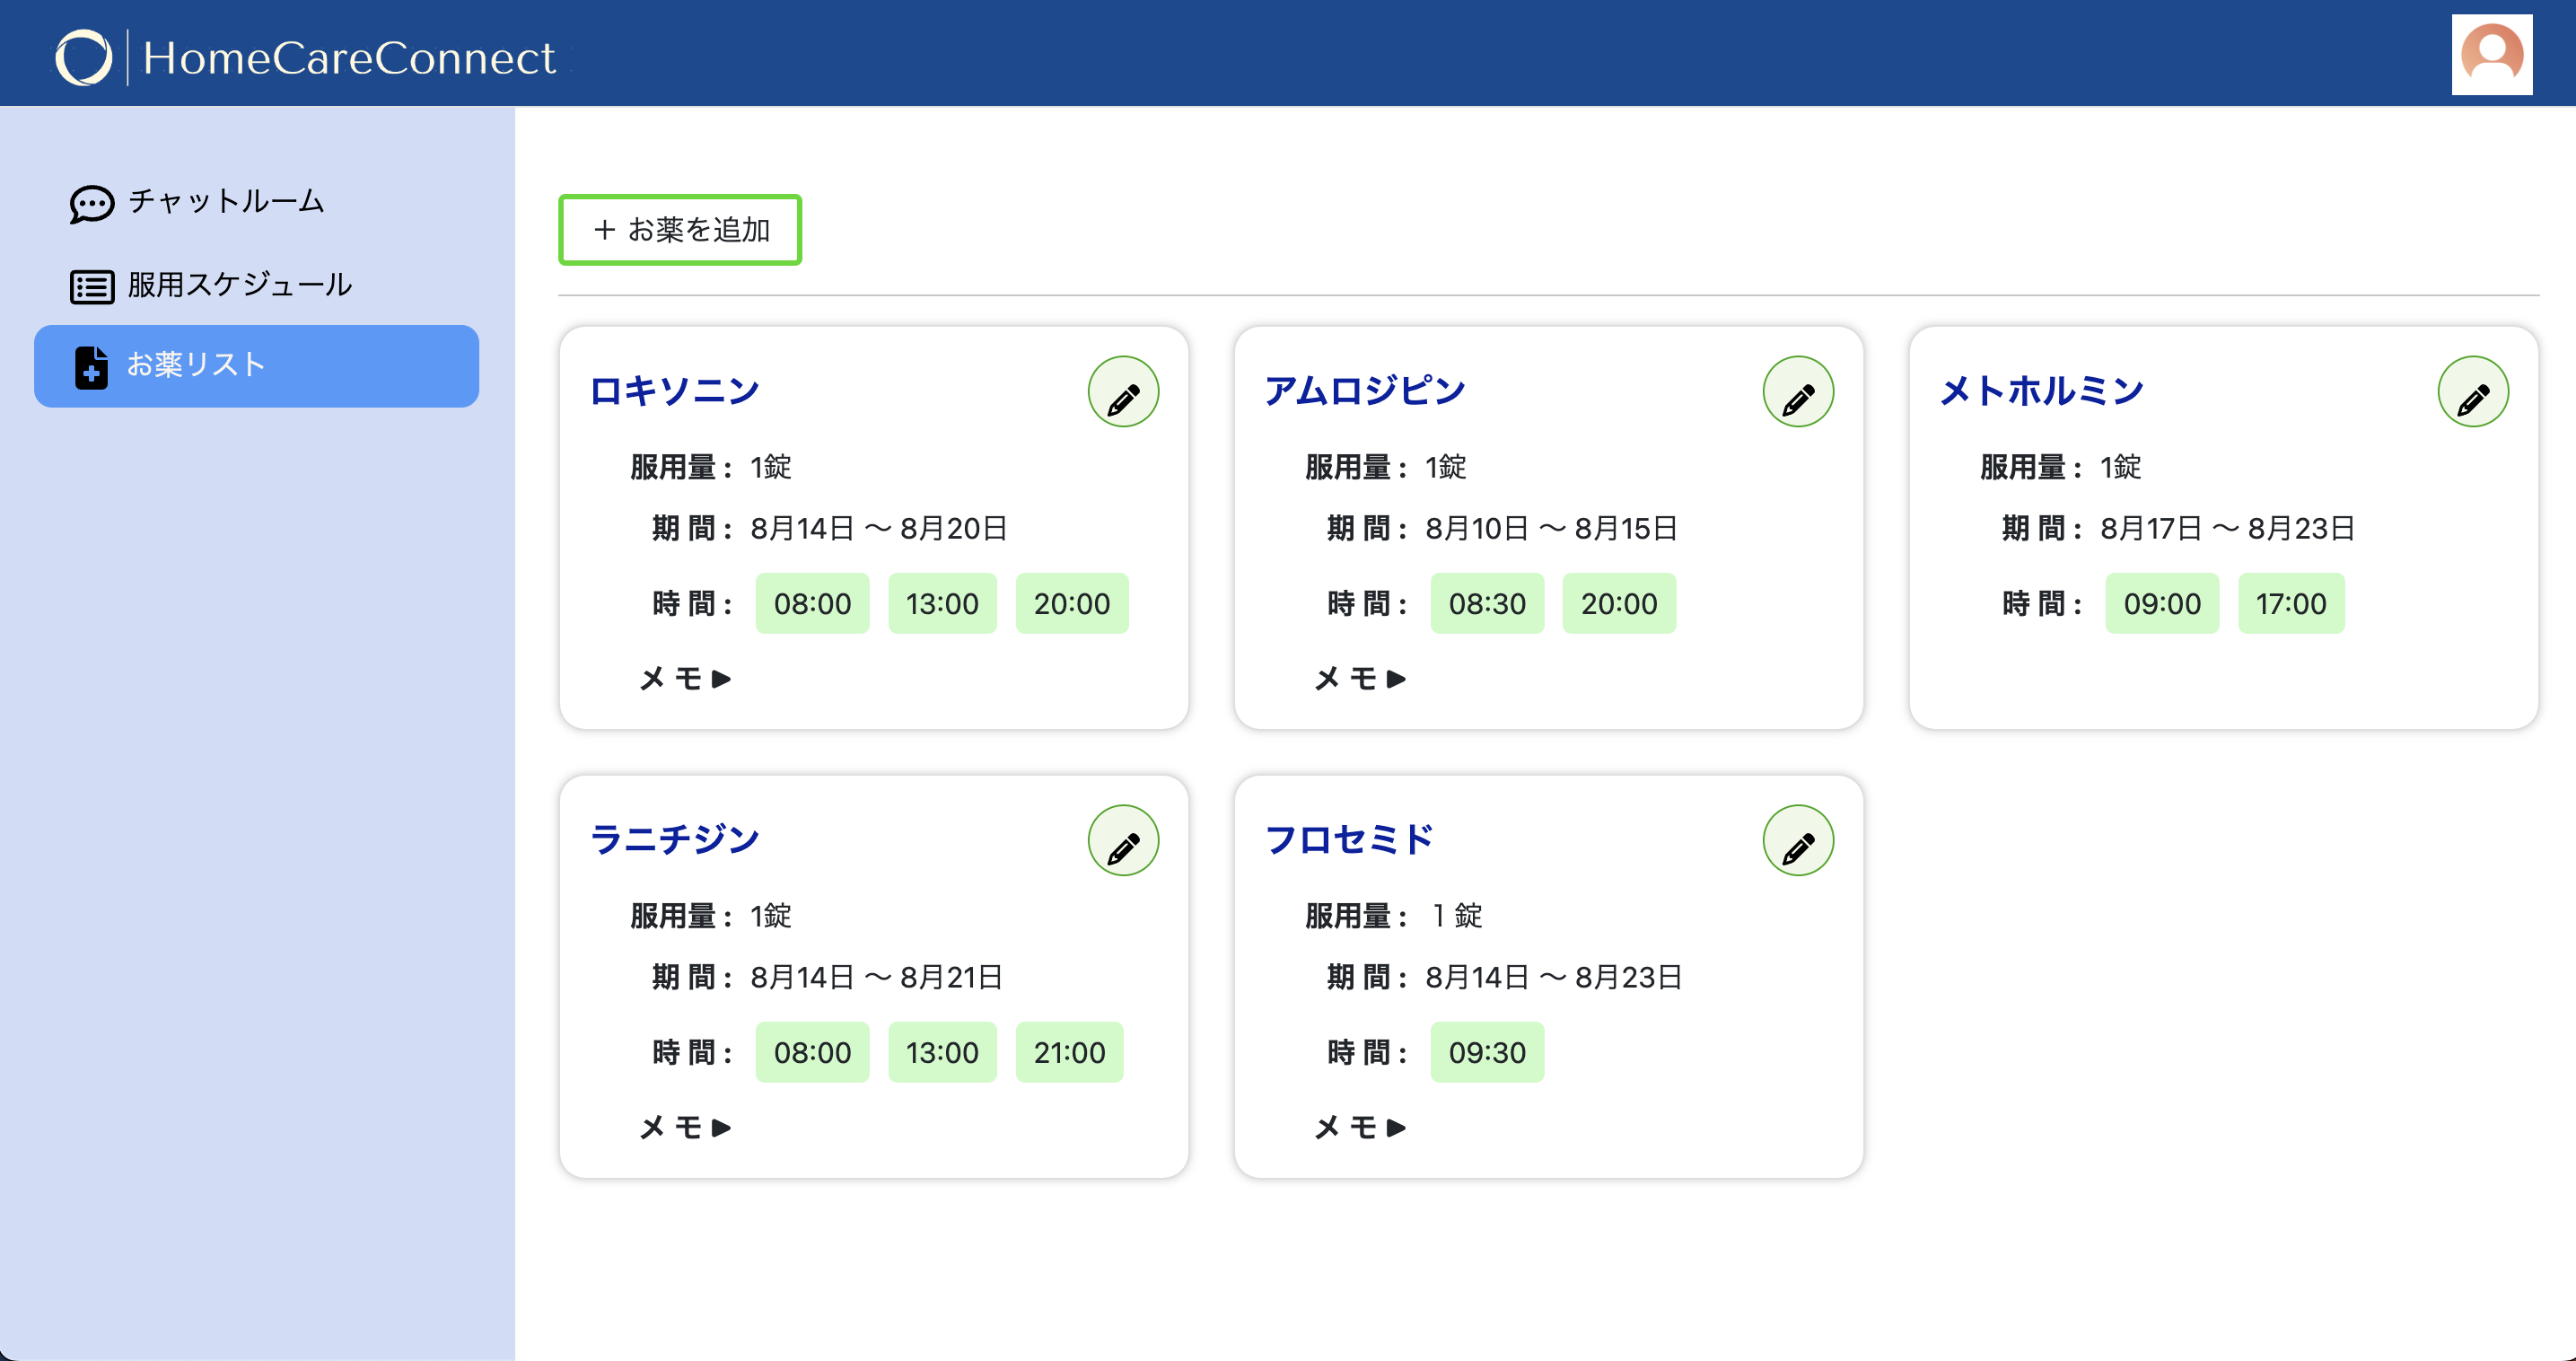 HomeCareConnect
チャットルーム
服用スケジュール
お薬リスト
+ お薬を追加
ロキソニン
服用量： 1錠
期 間： 8月14日 〜 8月20日
時 間： 08:00 13:00 20:00
メ モ ▶
アムロジピン
服用量： 1錠
期 間： 8月10日 〜 8月15日
時 間： 08:30 20:00
メ モ ▶
メトホルミン
服用量： 1錠
期 間： 8月17日 〜 8月23日
時 間： 09:00 17:00
ラニチジン
服用量： 1錠
期 間： 8月14日 〜 8月21日
時 間： 08:00 13:00 21:00
メ モ ▶
フロセミド
服用量： １錠
期 間： 8月14日 〜 8月23日
時 間： 09:30
メ モ ▶